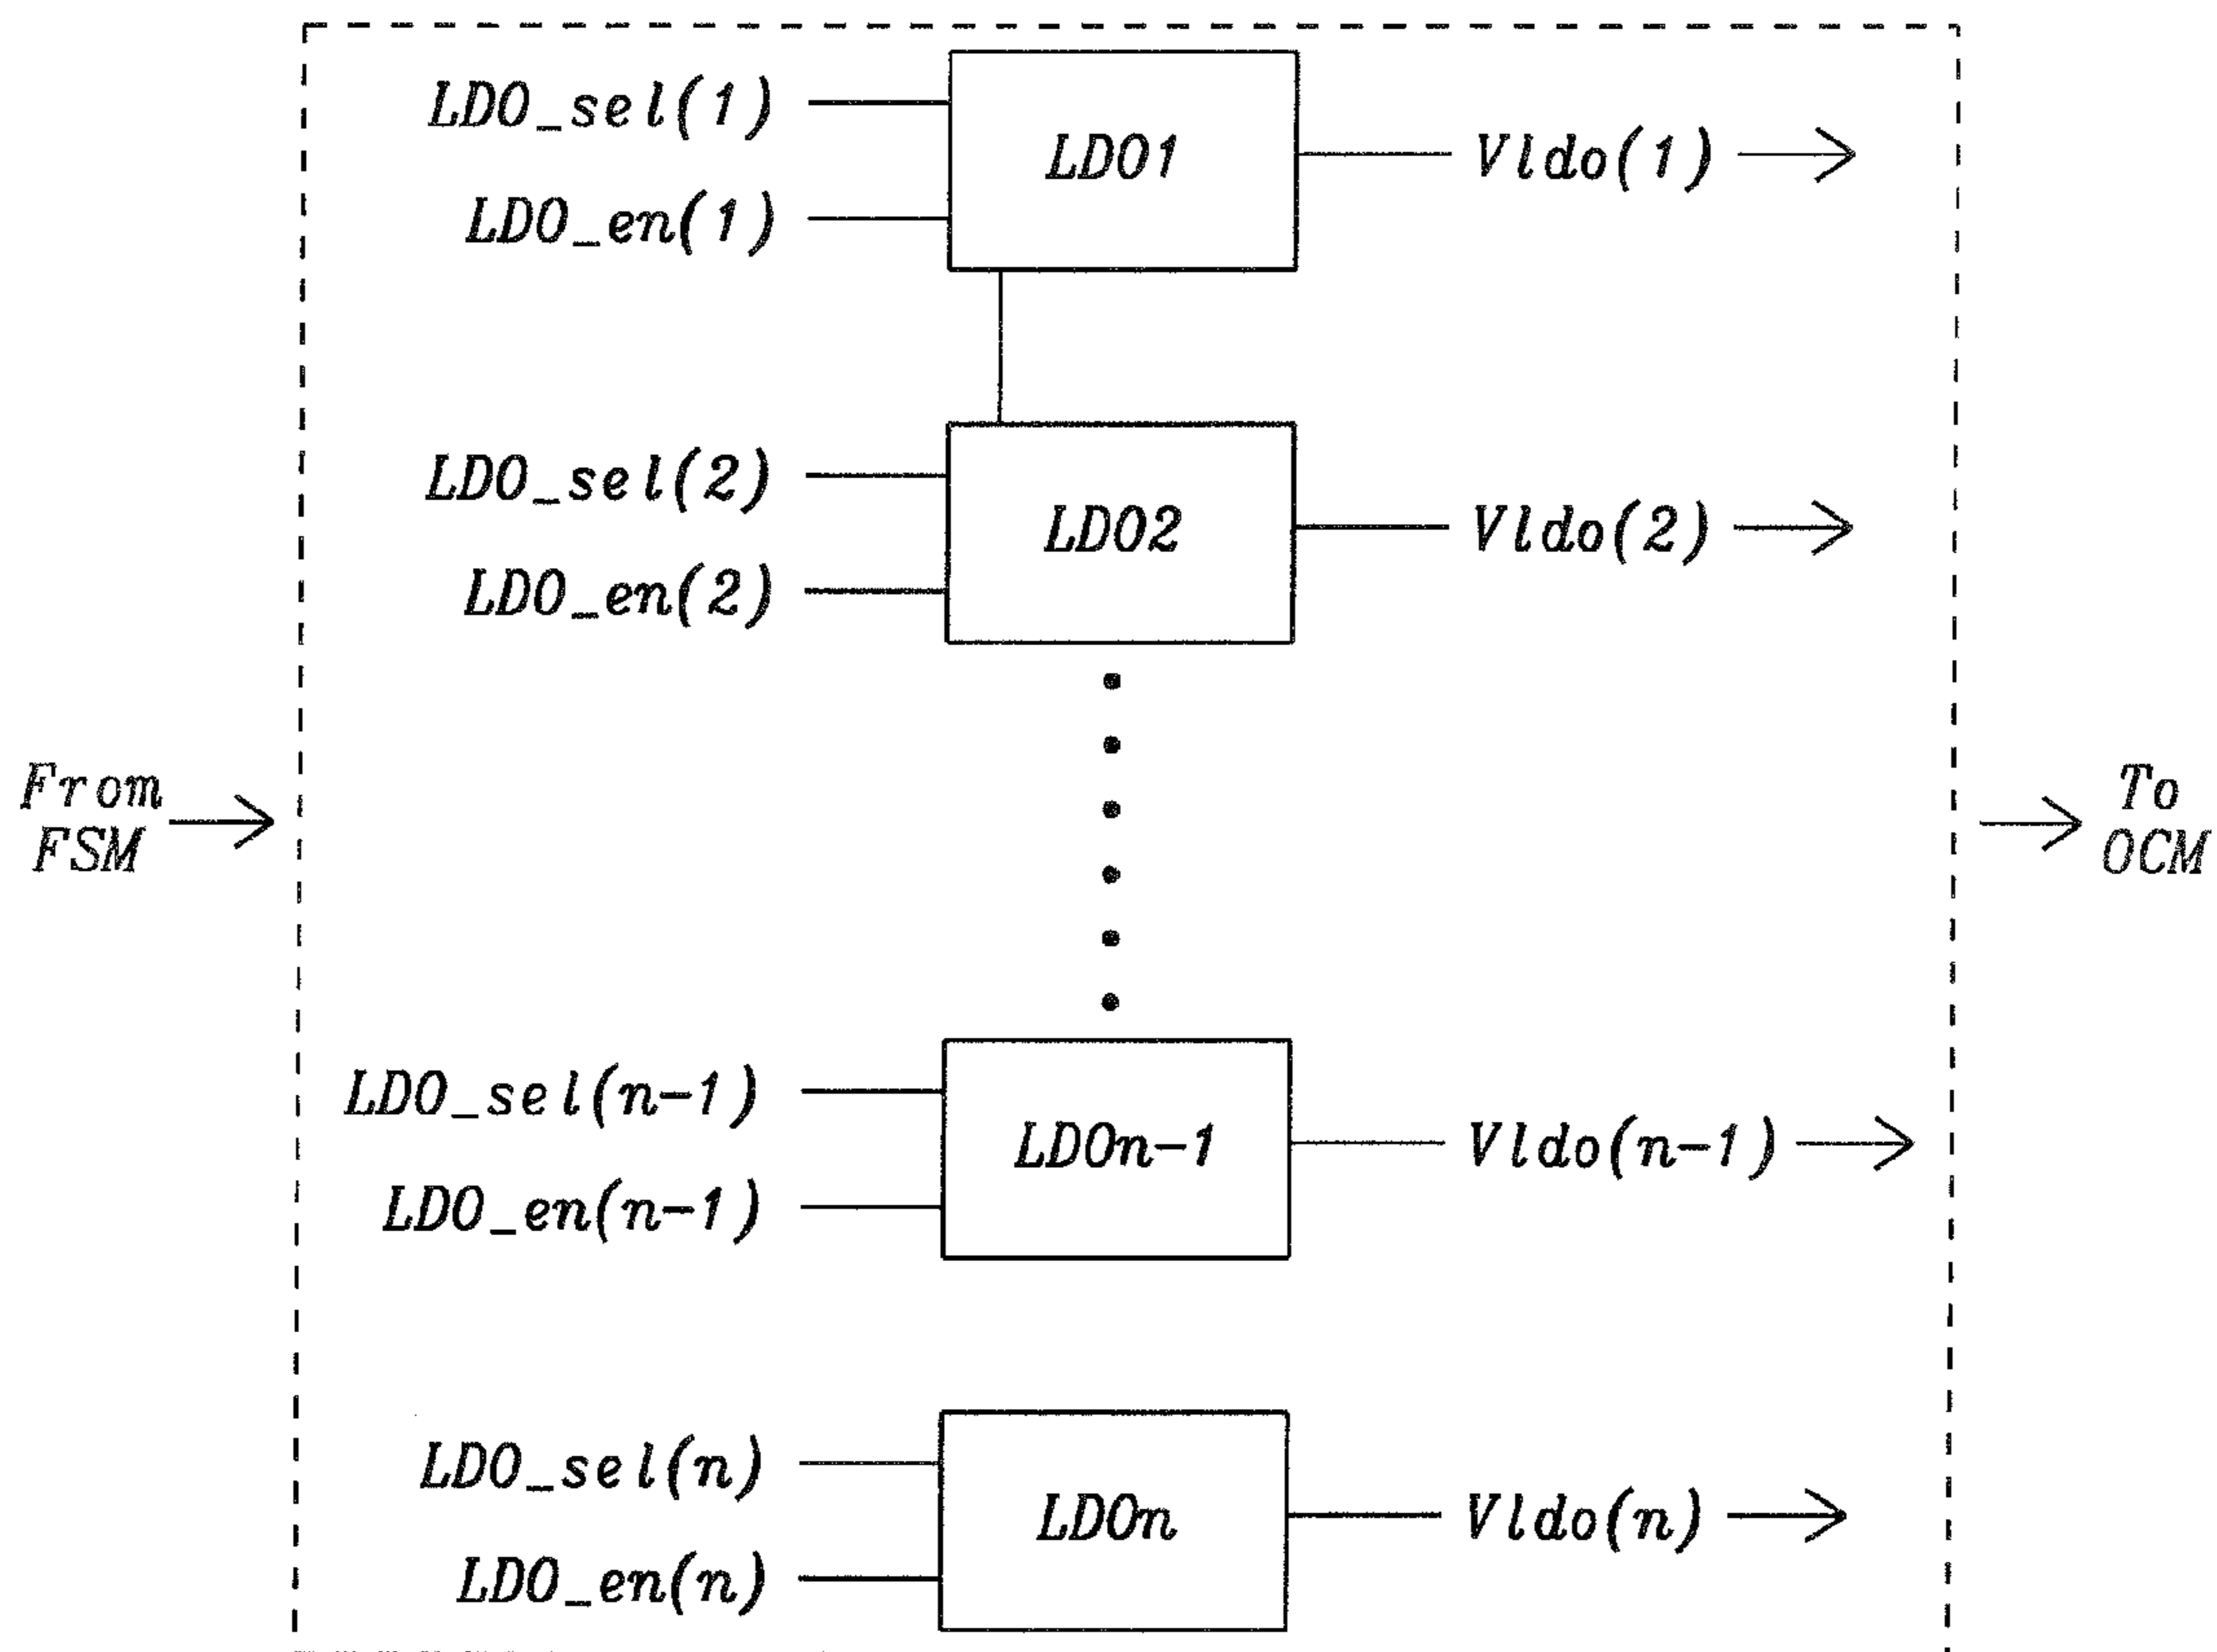 LDO_sel(1)
LDO1
Vldo(1)
LDO_en(1)
LDO_sel(2)
LDO2
Vldo(2)
LDO_en(2)
From
FSM
To
OCM
LDO_sel(n-1)
LDOn-1
Vldo(n-1)
LDO_en(n-1)
LDO_sel(n)
LDOn
Vldo(n)
LDO_en(n)